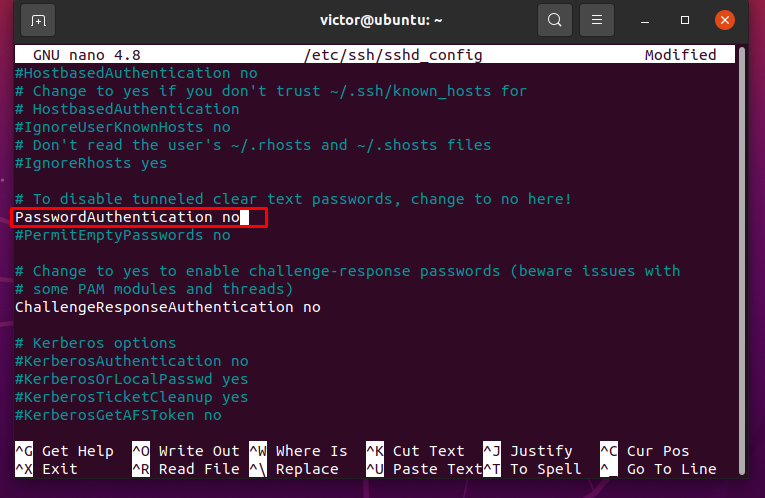 victor@ubuntu: ~
GNU nano 4.8 /etc/ssh/sshd_config Modified
#HostbasedAuthentication no
# Change to yes if you don't trust ~/.ssh/known_hosts for
# HostbasedAuthentication
#IgnoreUserKnownHosts no
# Don't read the user's ~/.rhosts and ~/.shosts files
#IgnoreRhosts yes
# To disable tunneled clear text passwords, change to no here!
PasswordAuthentication no
#PermitEmptyPasswords no
# Change to yes to enable challenge-response passwords (beware issues with
# some PAM modules and threads)
ChallengeResponseAuthentication no
# Kerberos options
#KerberosAuthentication no
#KerberosOrLocalPasswd yes
#KerberosTicketCleanup yes
#KerberosGetAFSToken no
^G Get Help ^O Write Out ^W Where Is ^K Cut Text ^J Justify ^C Cur Pos
^X Exit ^R Read File ^\ Replace ^U Paste Text ^T To Spell ^_ Go To Line